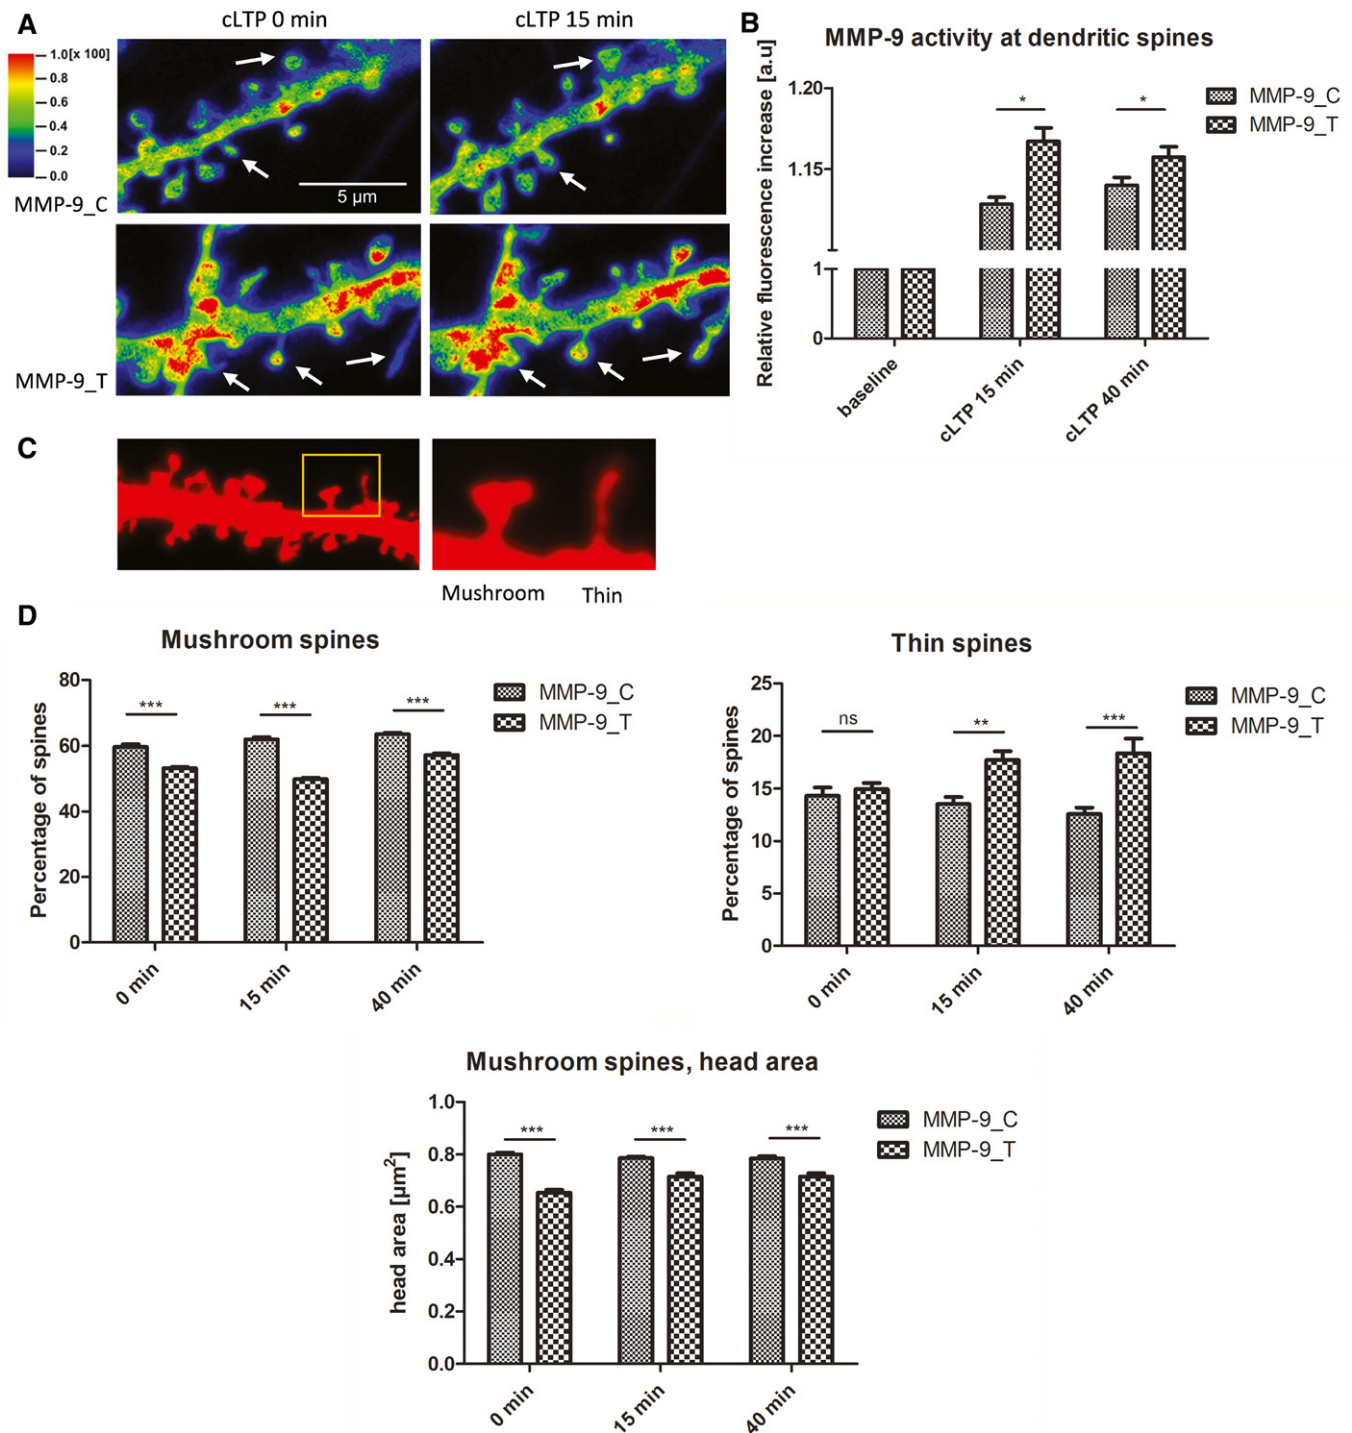 A
cLTP 0 min
cLTP 15 min
1.0[x 100]
0.8
0.6
0.4
0.2
0.0
MMP-9_C
5 µm
MMP-9_T
B
MMP-9 activity at dendritic spines
Relative fluorescence increase [a.u]
1.20
1.15
1
0
* *
MMP-9_C
MMP-9_T
baseline
cLTP 15 min
cLTP 40 min
C
Mushroom Thin
D
Mushroom spines
Percentage of spines
80
60
40
20
0
*** *** ***
MMP-9_C
MMP-9_T
0 min
15 min
40 min
Thin spines
Percentage of spines
25
20
15
10
5
0
ns ** ***
MMP-9_C
MMP-9_T
0 min
15 min
40 min
Mushroom spines, head area
head area [µm²]
1.0
0.8
0.6
0.4
0.2
0.0
*** *** ***
MMP-9_C
MMP-9_T
0 min
15 min
40 min